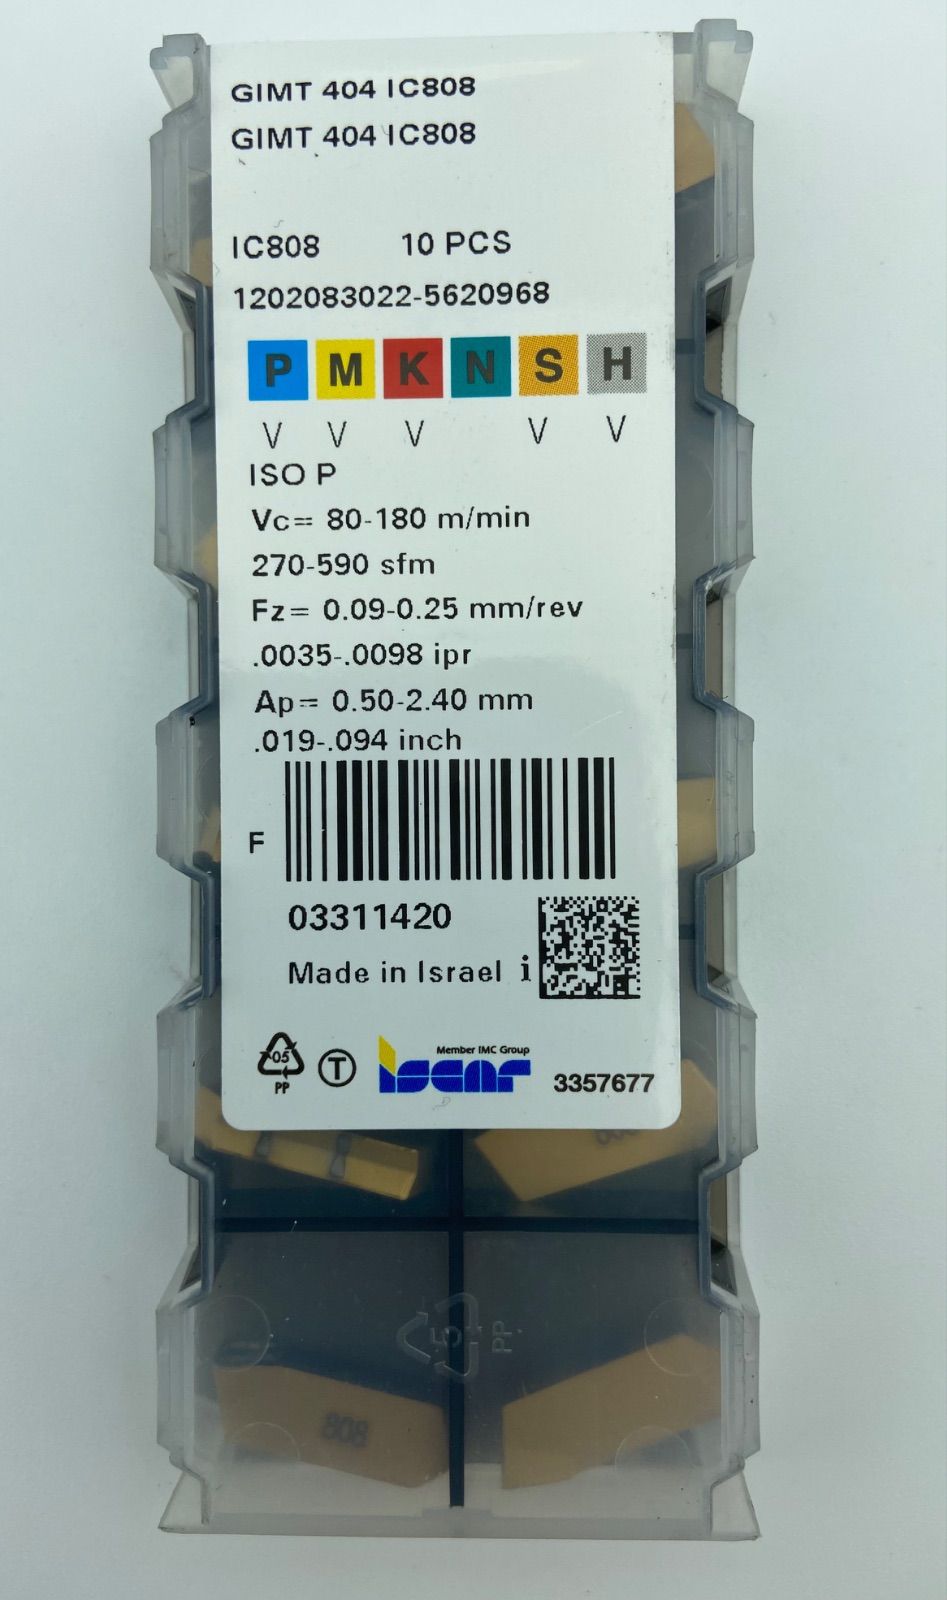 GIMT 404 IC808
GIMT 404 IC808
IC808 10 PCS
1202083022-5620968
P M K N S H
V V V V V
ISO P
Vc= 80-180 m/min
270-590 sfm
Fz= 0.09-0.25 mm/rev
.0035-.0098 ipr
Ap= 0.50-2.40 mm
.019-.094 inch
F
03311420
Made in Israel i
05
PP
T
Member IMC Group
iscar
3357677
5
PP
808